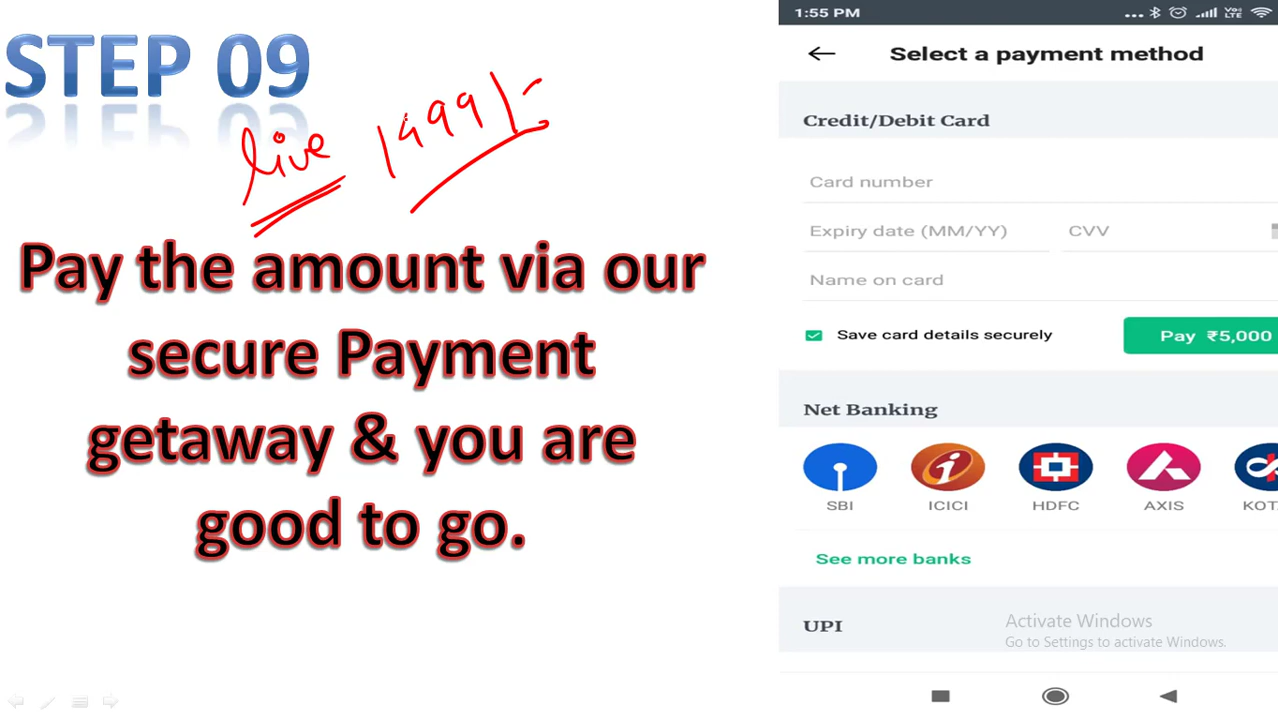 STEP 09
live 1999/-
Pay the amount via our
secure Payment
getaway & you are
good to go.
1:55 PM
Select a payment method
Credit/Debit Card
Card number
Expiry date (MM/YY) CVV
Name on card
Save card details securely
Pay ₹5,000
Net Banking
SBI ICICI HDFC AXIS KOTA
See more banks
UPI
Activate Windows
Go to Settings to activate Windows.